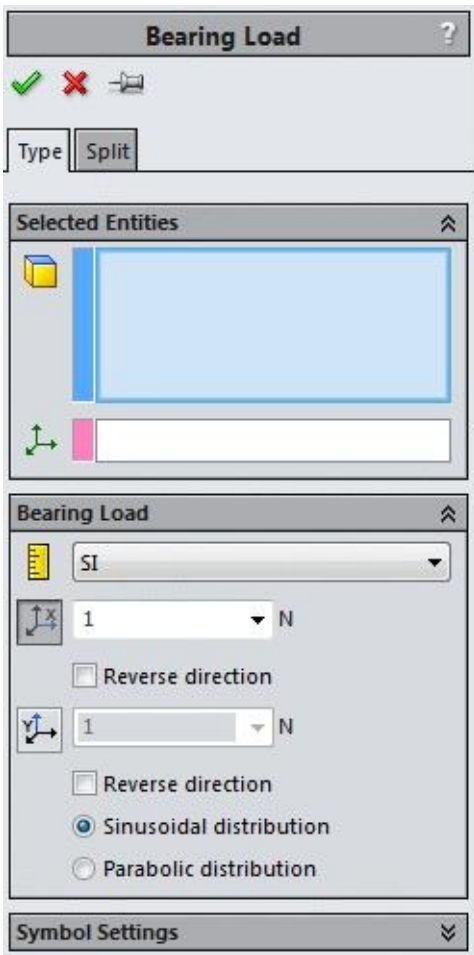 Bearing Load ?
Type Split
Selected Entities
Bearing Load
SI
X 1 N
Reverse direction
Y 1 N
Reverse direction
Sinusoidal distribution
Parabolic distribution
Symbol Settings